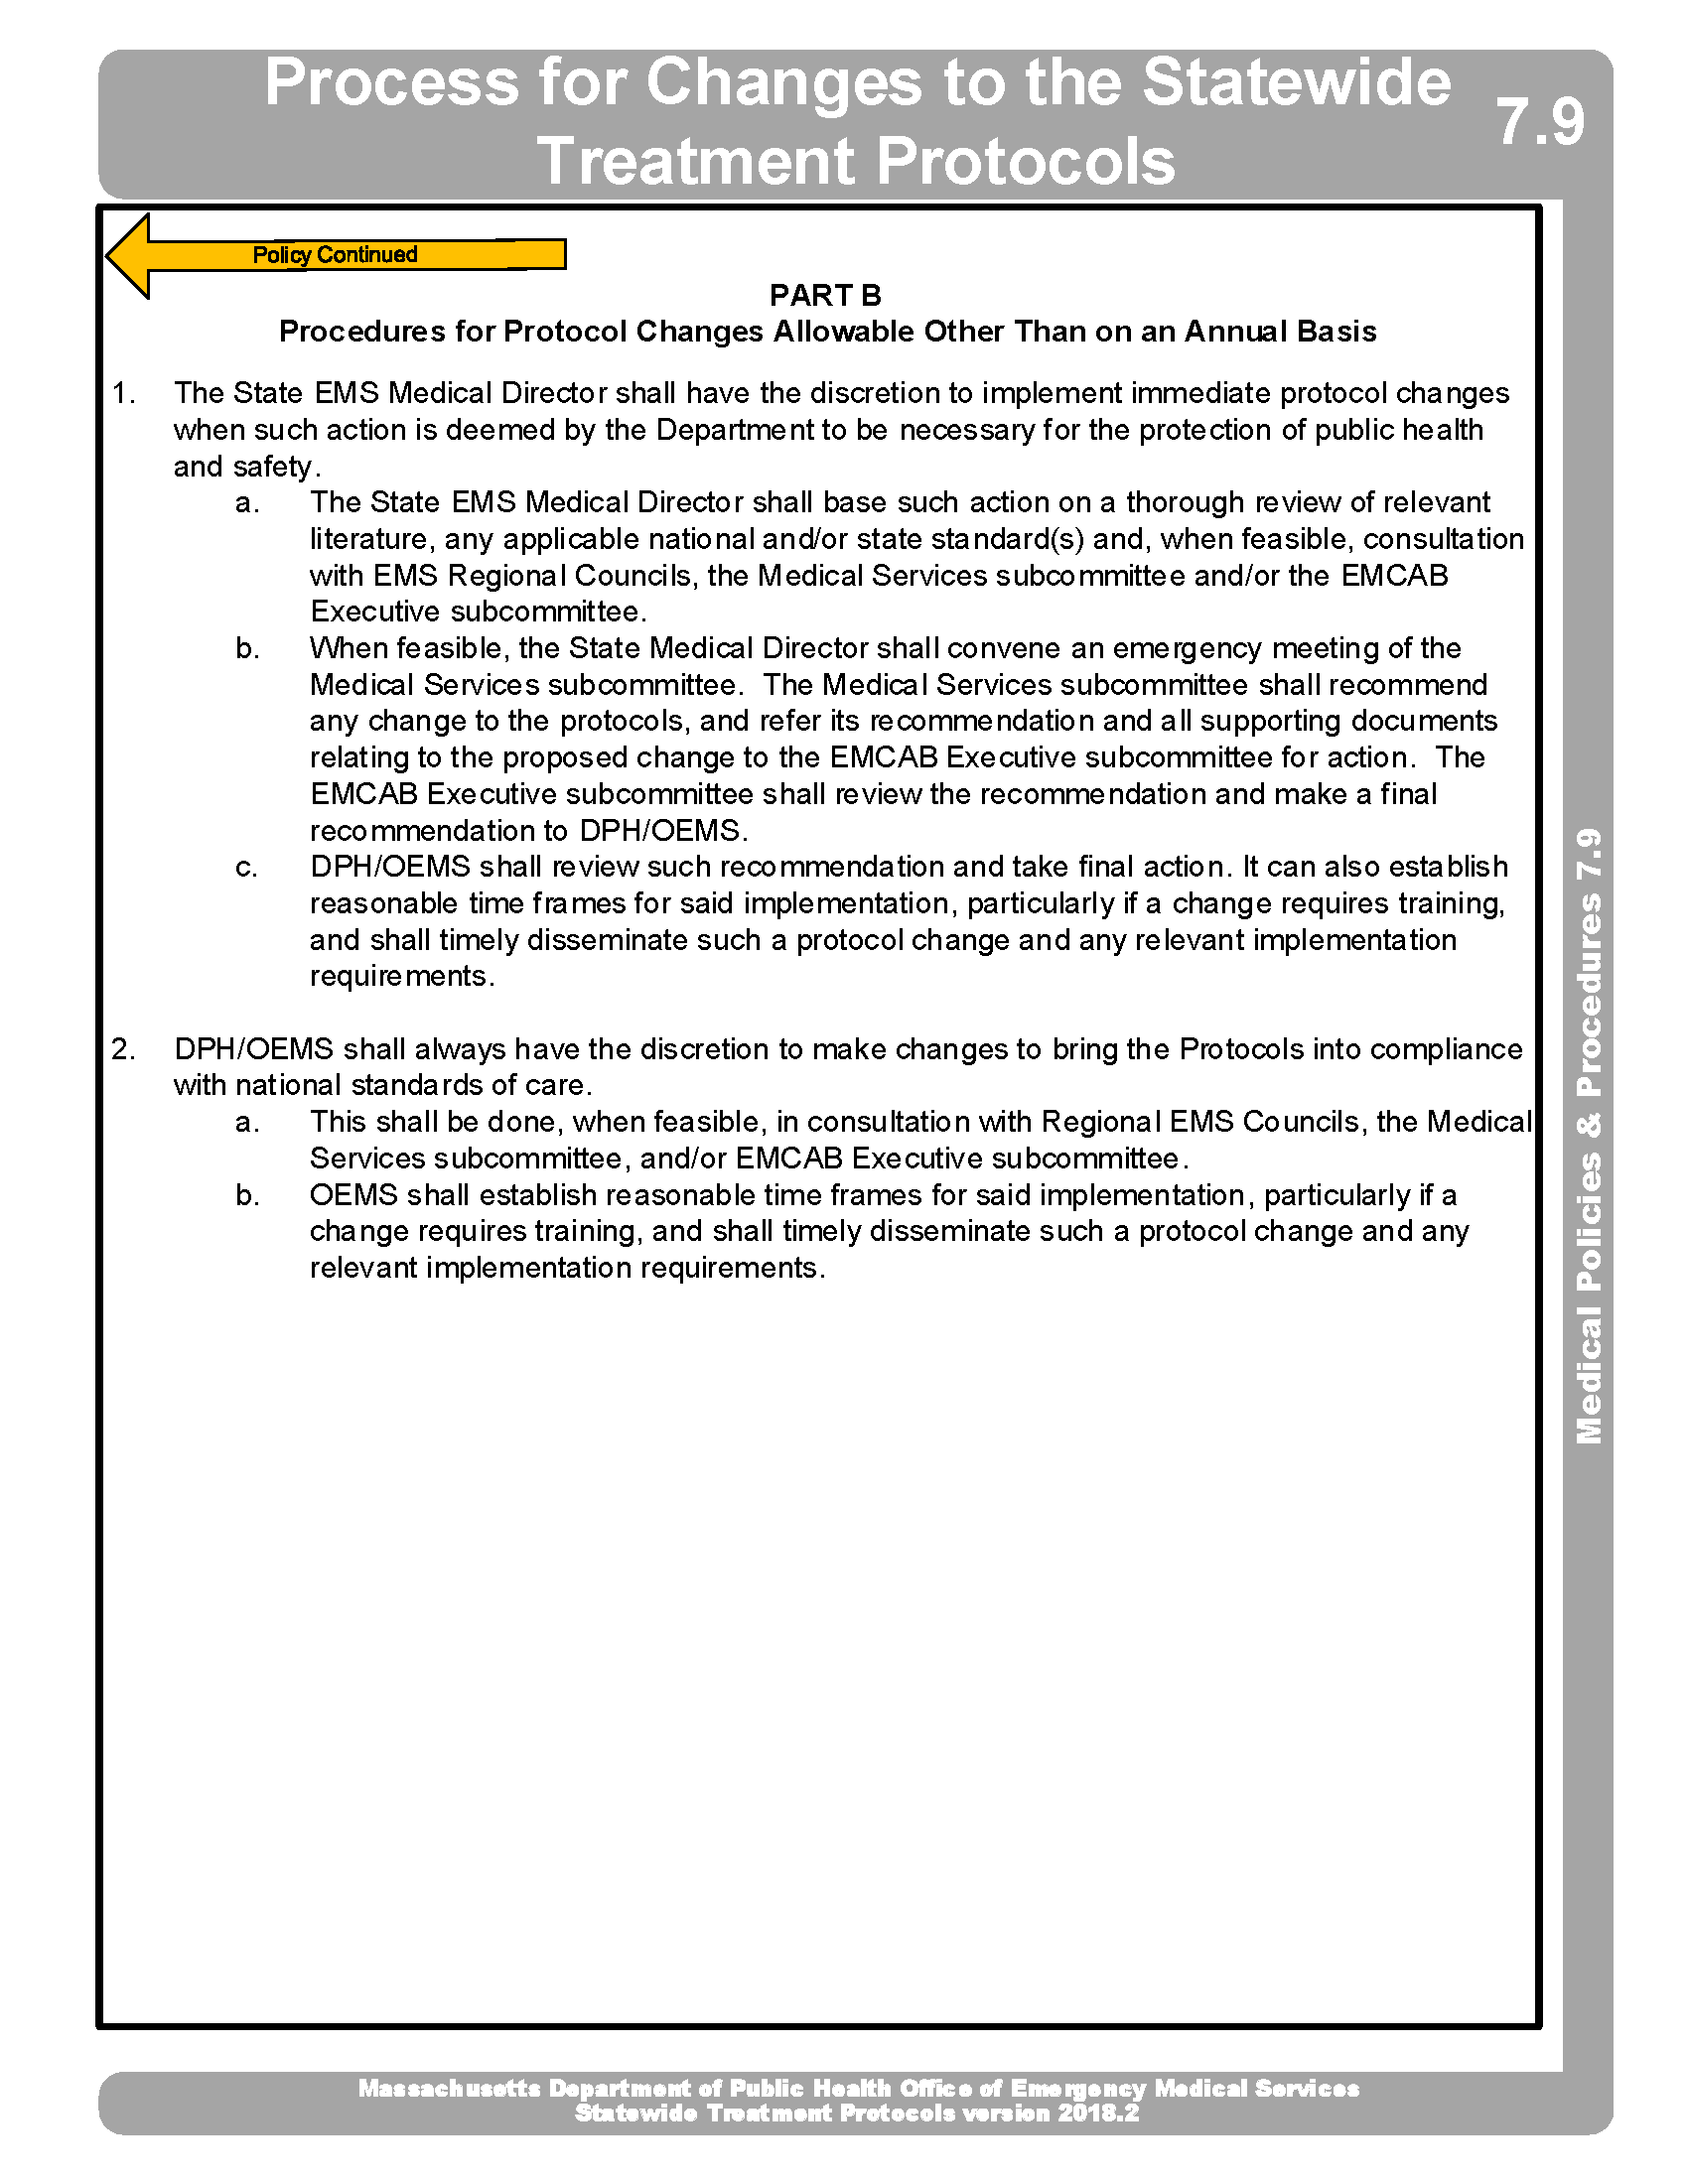 Process for Changes to the Statewide
Treatment Protocols
7.9
Policy Continued
PART B
Procedures for Protocol Changes Allowable Other Than on an Annual Basis
1. The State EMS Medical Director shall have the discretion to implement immediate protocol changes
when such action is deemed by the Department to be necessary for the protection of public health
and safety.
a. The State EMS Medical Director shall base such action on a thorough review of relevant
literature, any applicable national and/or state standard(s) and, when feasible, consultation
with EMS Regional Councils, the Medical Services subcommittee and/or the EMCAB
Executive subcommittee.
b. When feasible, the State Medical Director shall convene an emergency meeting of the
Medical Services subcommittee. The Medical Services subcommittee shall recommend
any change to the protocols, and refer its recommendation and all supporting documents
relating to the proposed change to the EMCAB Executive subcommittee for action. The
EMCAB Executive subcommittee shall review the recommendation and make a final
recommendation to DPH/OEMS.
c. DPH/OEMS shall review such recommendation and take final action. It can also establish
reasonable time frames for said implementation, particularly if a change requires training,
and shall timely disseminate such a protocol change and any relevant implementation
requirements.
2. DPH/OEMS shall always have the discretion to make changes to bring the Protocols into compliance
with national standards of care.
a. This shall be done, when feasible, in consultation with Regional EMS Councils, the Medical
Services subcommittee, and/or EMCAB Executive subcommittee.
b. OEMS shall establish reasonable time frames for said implementation, particularly if a
change requires training, and shall timely disseminate such a protocol change and any
relevant implementation requirements.
Medical Policies & Procedures 7.9
Massachusetts Department of Public Health Office of Emergency Medical Services
Statewide Treatment Protocols version 2018.2